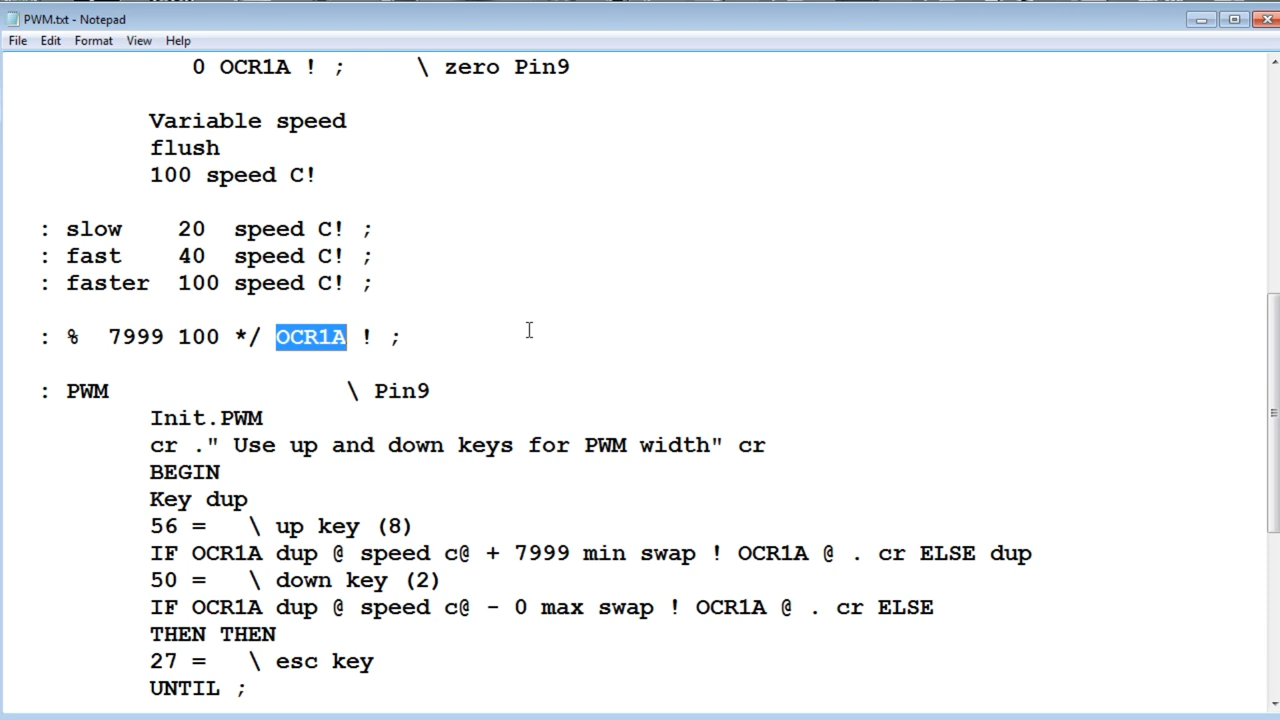 PWM.txt - Notepad
File Edit Format View Help
0 OCR1A ! ; \ zero Pin9
Variable speed
flush
100 speed C!
: slow 20 speed C! ;
: fast 40 speed C! ;
: faster 100 speed C! ;
: % 7999 100 */ OCR1A ! ;
: PWM \ Pin9
Init.PWM
cr ." Use up and down keys for PWM width" cr
BEGIN
Key dup
56 = \ up key (8)
IF OCR1A dup @ speed c@ + 7999 min swap ! OCR1A @ . cr ELSE dup
50 = \ down key (2)
IF OCR1A dup @ speed c@ - 0 max swap ! OCR1A @ . cr ELSE
THEN THEN
27 = \ esc key
UNTIL ;